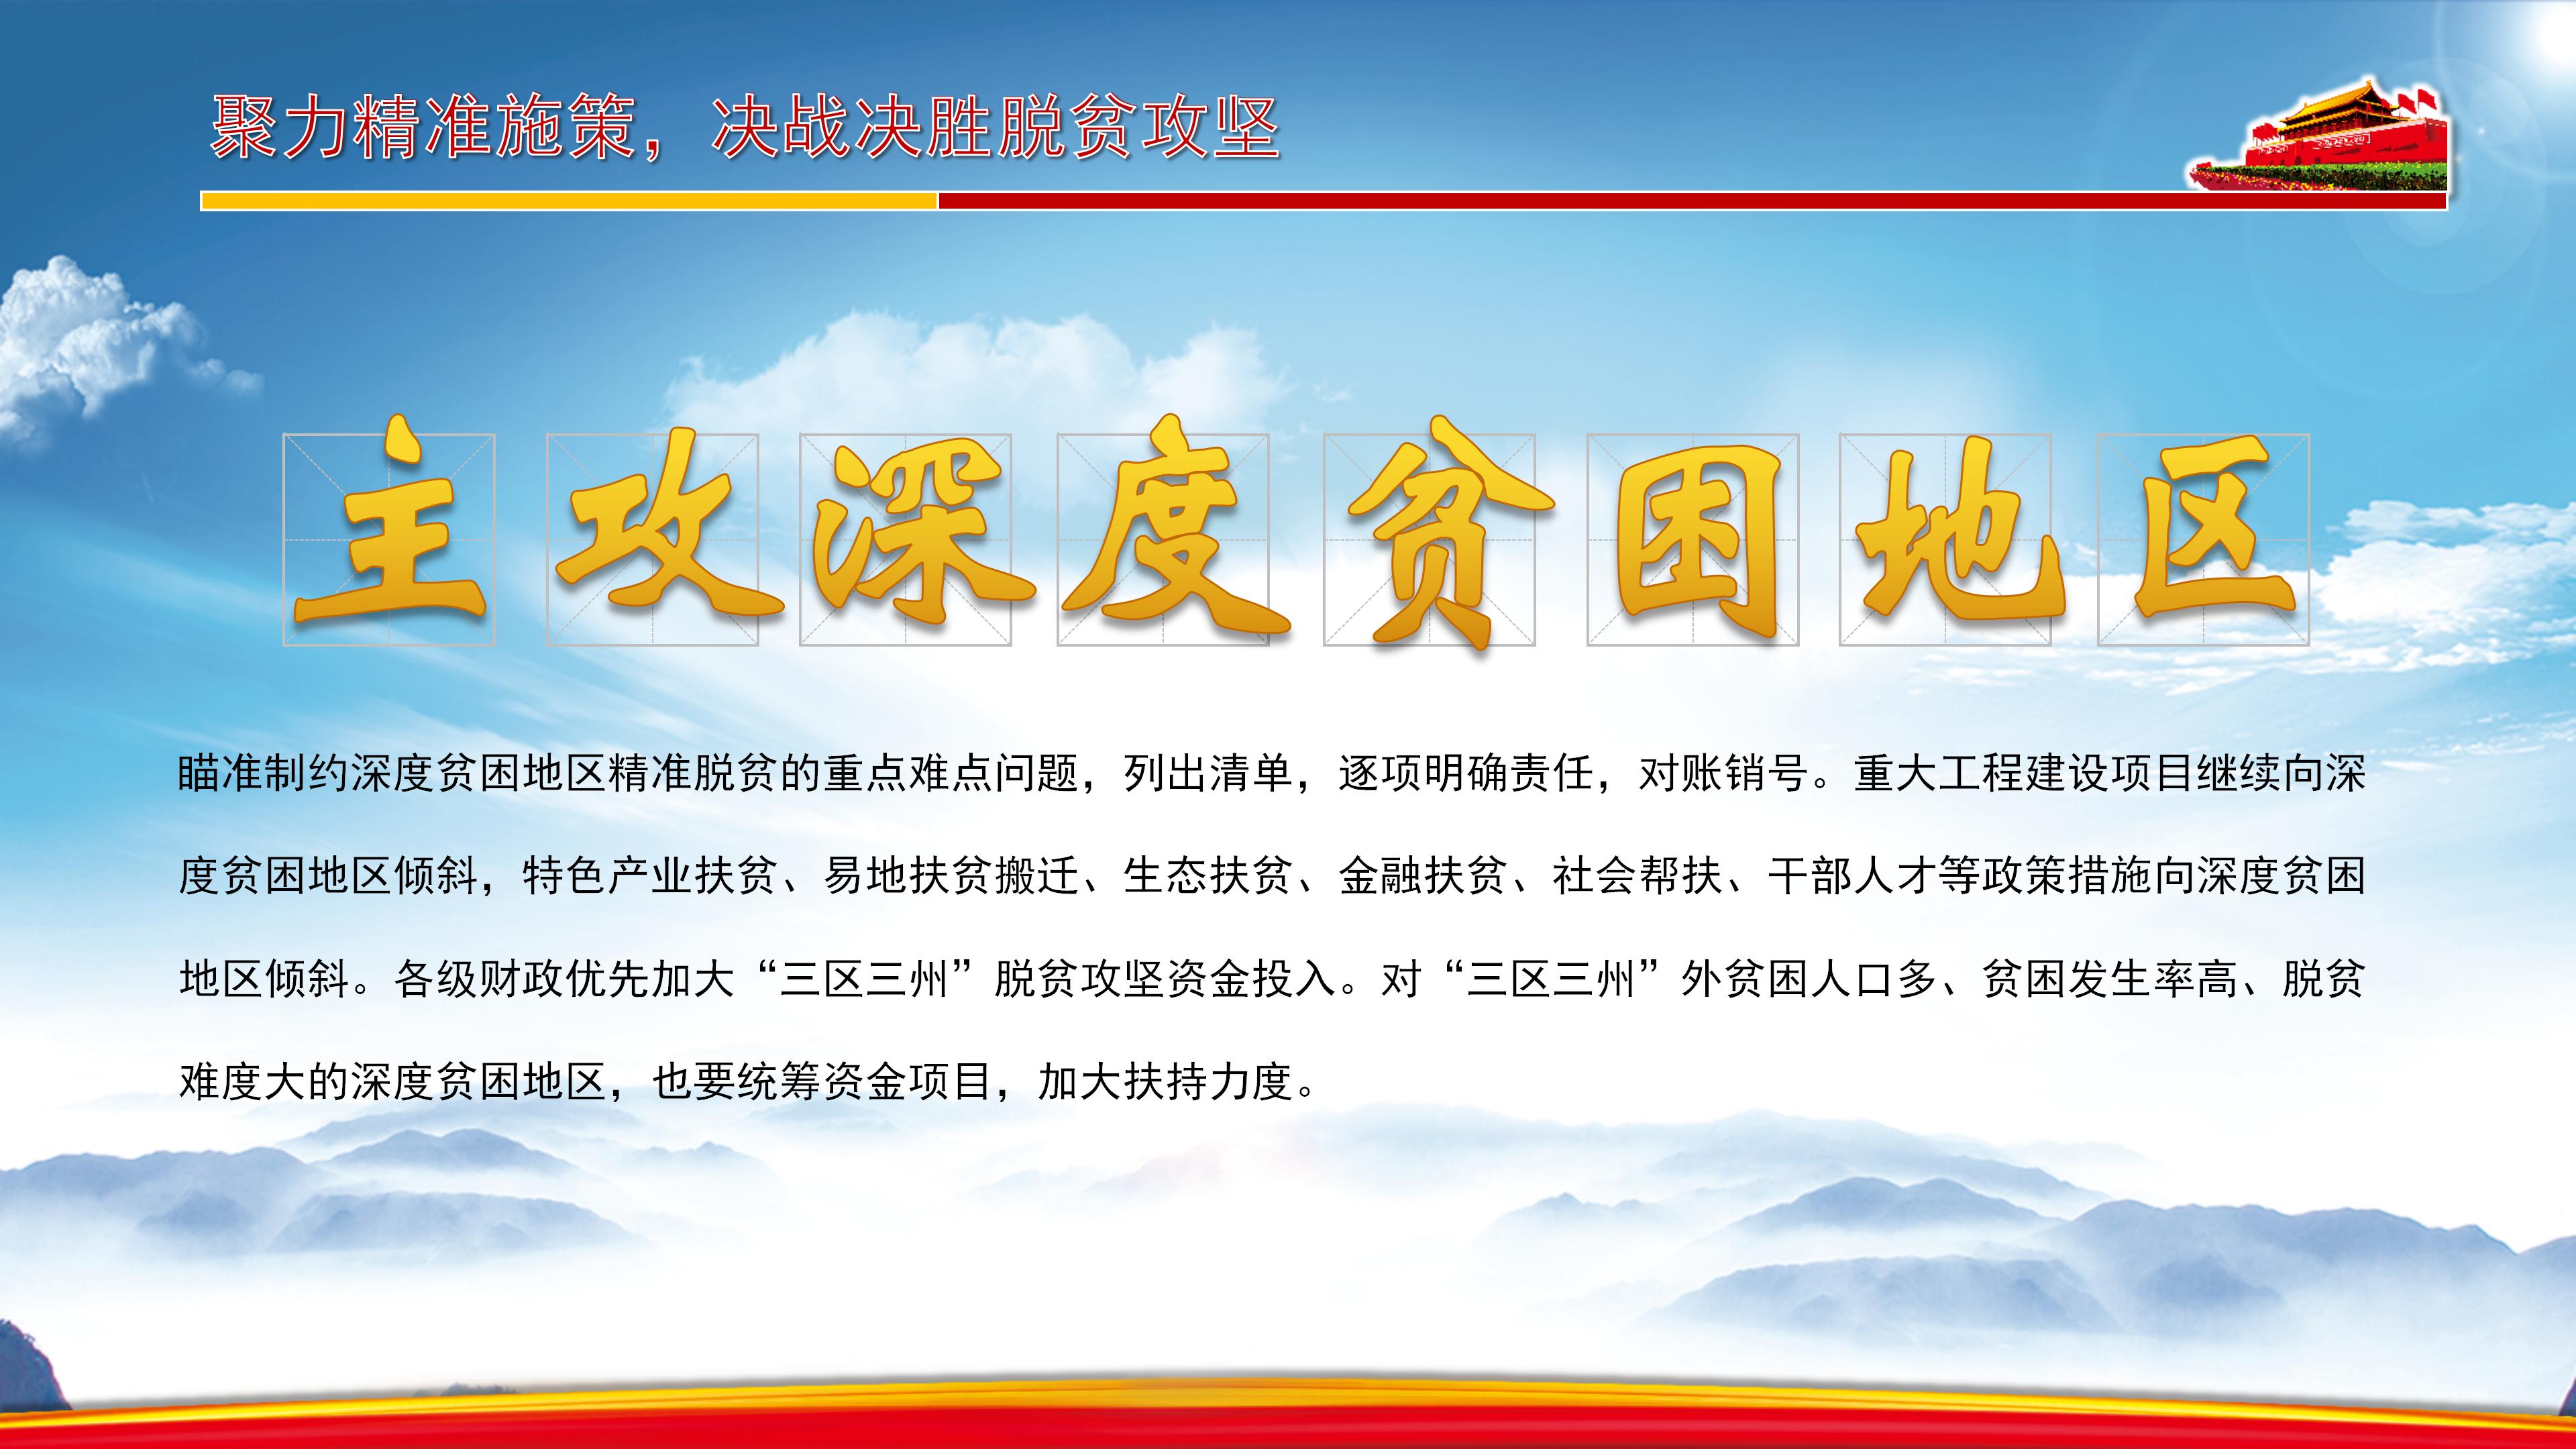 聚力精准施策，决战决胜脱贫攻坚
主攻深度贫困地区
瞄准制约深度贫困地区精准脱贫的重点难点问题，列出清单，逐项明确责任，对账销号。重大工程建设项目继续向深
度贫困地区倾斜，特色产业扶贫、易地扶贫搬迁、生态扶贫、金融扶贫、社会帮扶、干部人才等政策措施向深度贫困
地区倾斜。各级财政优先加大“三区三州”脱贫攻坚资金投入。对“三区三州”外贫困人口多、贫困发生率高、脱贫
难度大的深度贫困地区，也要统筹资金项目，加大扶持力度。